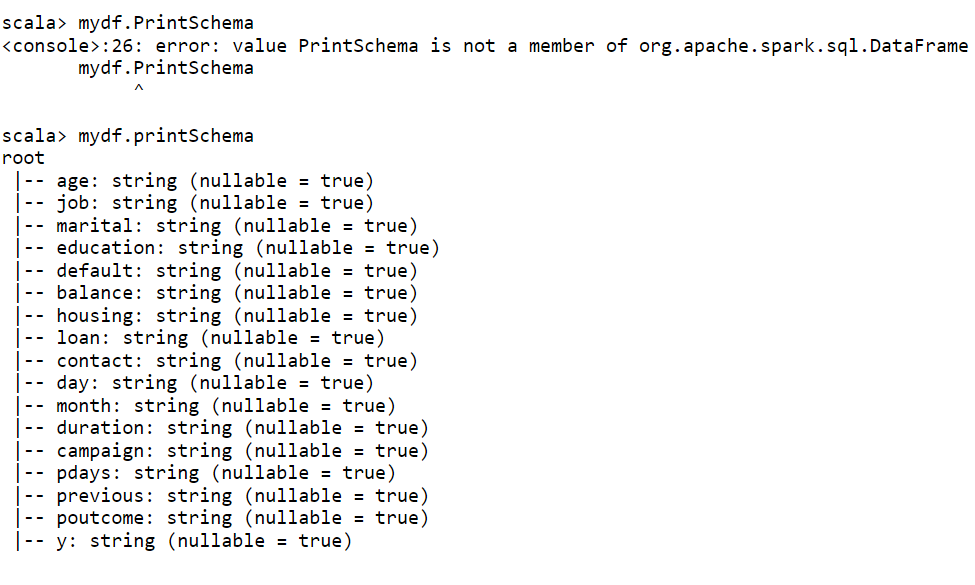 scala> mydf.PrintSchema
<console>:26: error: value PrintSchema is not a member of org.apache.spark.sql.DataFrame
       mydf.PrintSchema
            ^
scala> mydf.printSchema
root
 |-- age: string (nullable = true)
 |-- job: string (nullable = true)
 |-- marital: string (nullable = true)
 |-- education: string (nullable = true)
 |-- default: string (nullable = true)
 |-- balance: string (nullable = true)
 |-- housing: string (nullable = true)
 |-- loan: string (nullable = true)
 |-- contact: string (nullable = true)
 |-- day: string (nullable = true)
 |-- month: string (nullable = true)
 |-- duration: string (nullable = true)
 |-- campaign: string (nullable = true)
 |-- pdays: string (nullable = true)
 |-- previous: string (nullable = true)
 |-- poutcome: string (nullable = true)
 |-- y: string (nullable = true)